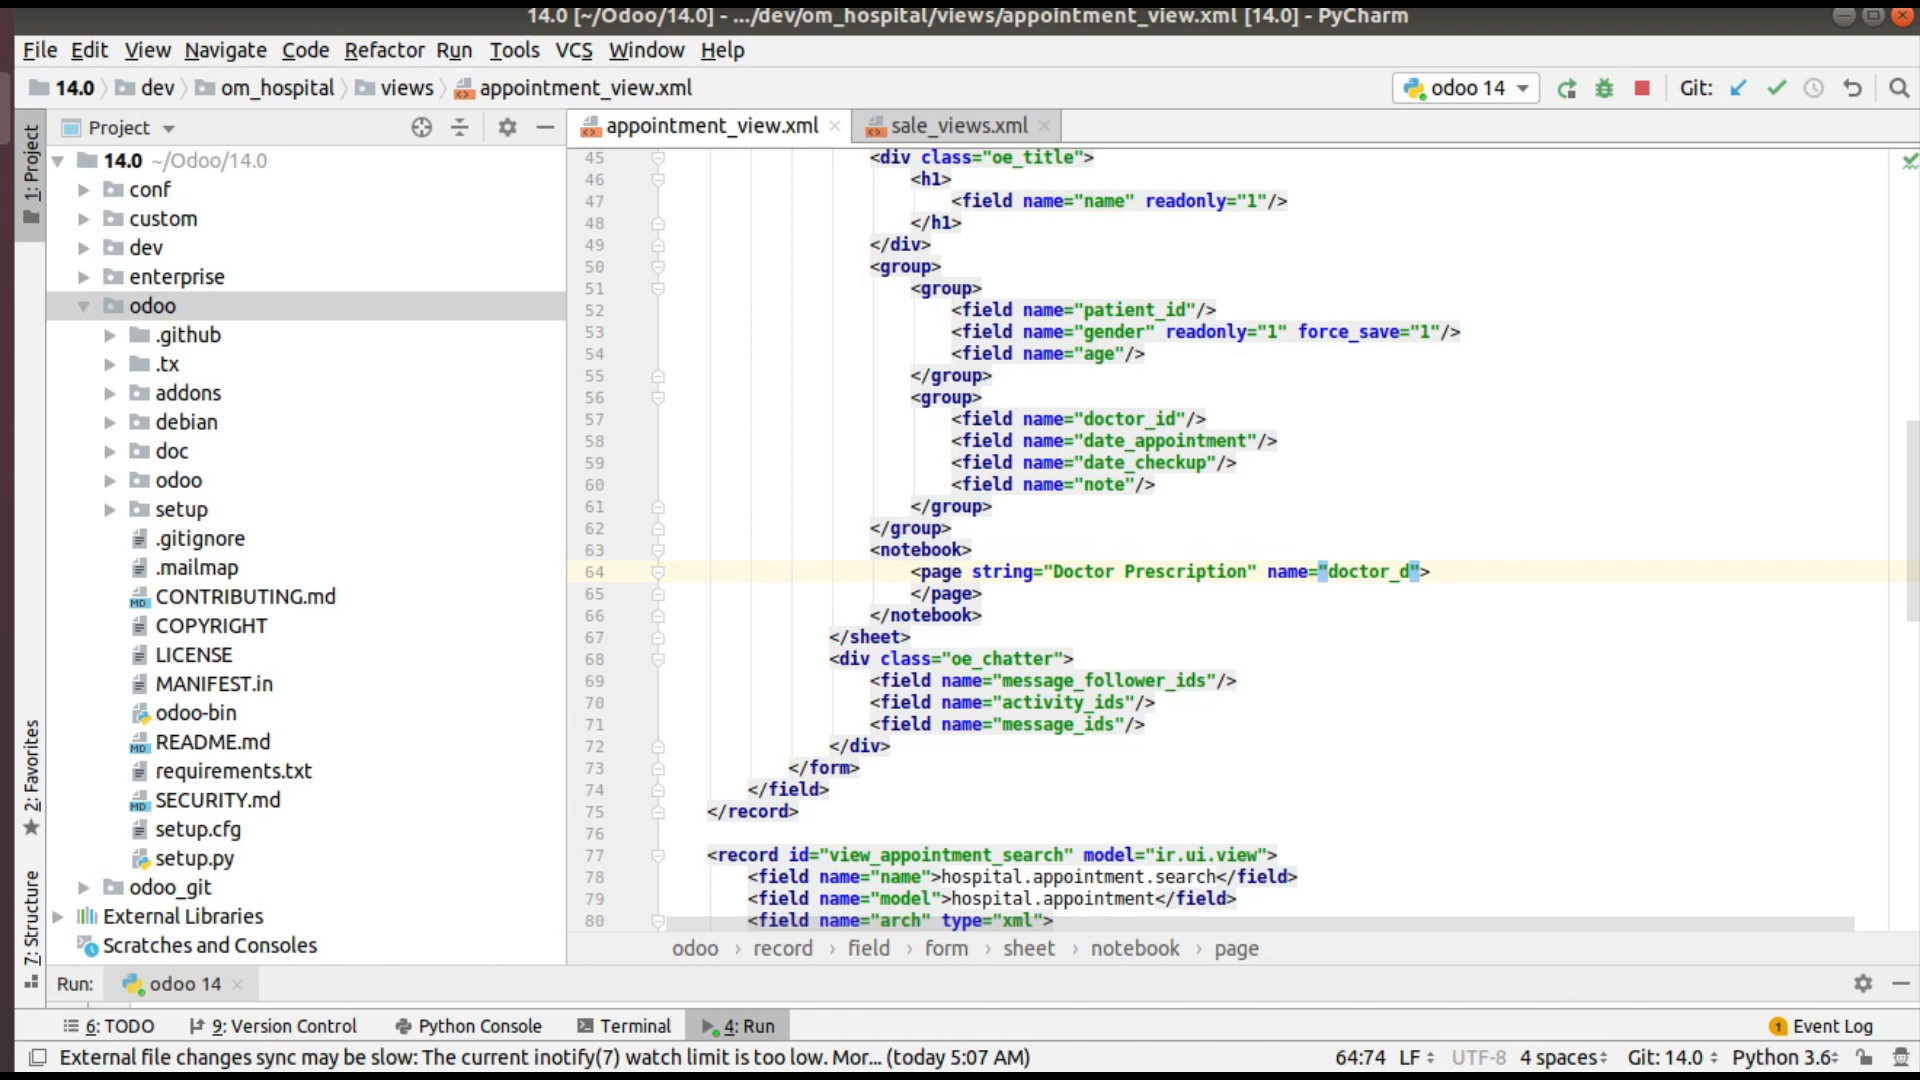 14.0 [~/Odoo/14.0] - .../dev/om_hospital/views/appointment_view.xml [14.0] - PyCharm
File Edit View Navigate Code Refactor Run Tools VCS Window Help
14.0 dev om_hospital views appointment_view.xml
odoo 14
Git:
1: Project
Project
appointment_view.xml
sale_views.xml
14.0 ~/Odoo/14.0
conf
custom
dev
enterprise
odoo
.github
.tx
addons
debian
doc
odoo
setup
.gitignore
.mailmap
CONTRIBUTING.md
COPYRIGHT
LICENSE
MANIFEST.in
odoo-bin
README.md
requirements.txt
SECURITY.md
setup.cfg
setup.py
odoo_git
External Libraries
Scratches and Consoles
2: Favorites
7: Structure
45 <div class="oe_title">
46 <h1>
47 <field name="name" readonly="1"/>
48 </h1>
49 </div>
50 <group>
51 <group>
52 <field name="patient_id"/>
53 <field name="gender" readonly="1" force_save="1"/>
54 <field name="age"/>
55 </group>
56 <group>
57 <field name="doctor_id"/>
58 <field name="date_appointment"/>
59 <field name="date_checkup"/>
60 <field name="note"/>
61 </group>
62 </group>
63 <notebook>
64 <page string="Doctor Prescription" name="doctor_d">
65 </page>
66 </notebook>
67 </sheet>
68 <div class="oe_chatter">
69 <field name="message_follower_ids"/>
70 <field name="activity_ids"/>
71 <field name="message_ids"/>
72 </div>
73 </form>
74 </field>
75 </record>
76
77 <record id="view_appointment_search" model="ir.ui.view">
78 <field name="name">hospital.appointment.search</field>
79 <field name="model">hospital.appointment</field>
80 <field name="arch" type="xml">
odoo › record › field › form › sheet › notebook › page
Run: odoo 14
6: TODO 9: Version Control Python Console Terminal 4: Run 1 Event Log
External file changes sync may be slow: The current inotify(7) watch limit is too low. Mor... (today 5:07 AM) 64:74 LF UTF-8 4 spaces Git: 14.0 Python 3.6